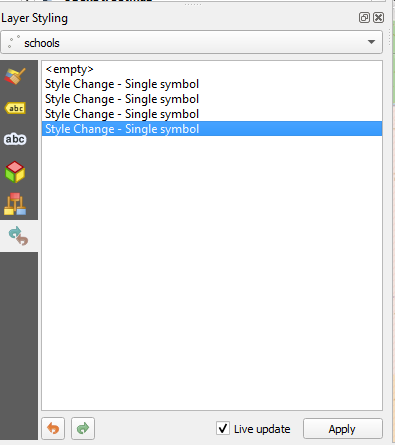 Layer Styling
schools
<empty>
Style Change - Single symbol
Style Change - Single symbol
Style Change - Single symbol
Style Change - Single symbol
abc
abc
Live update
Apply